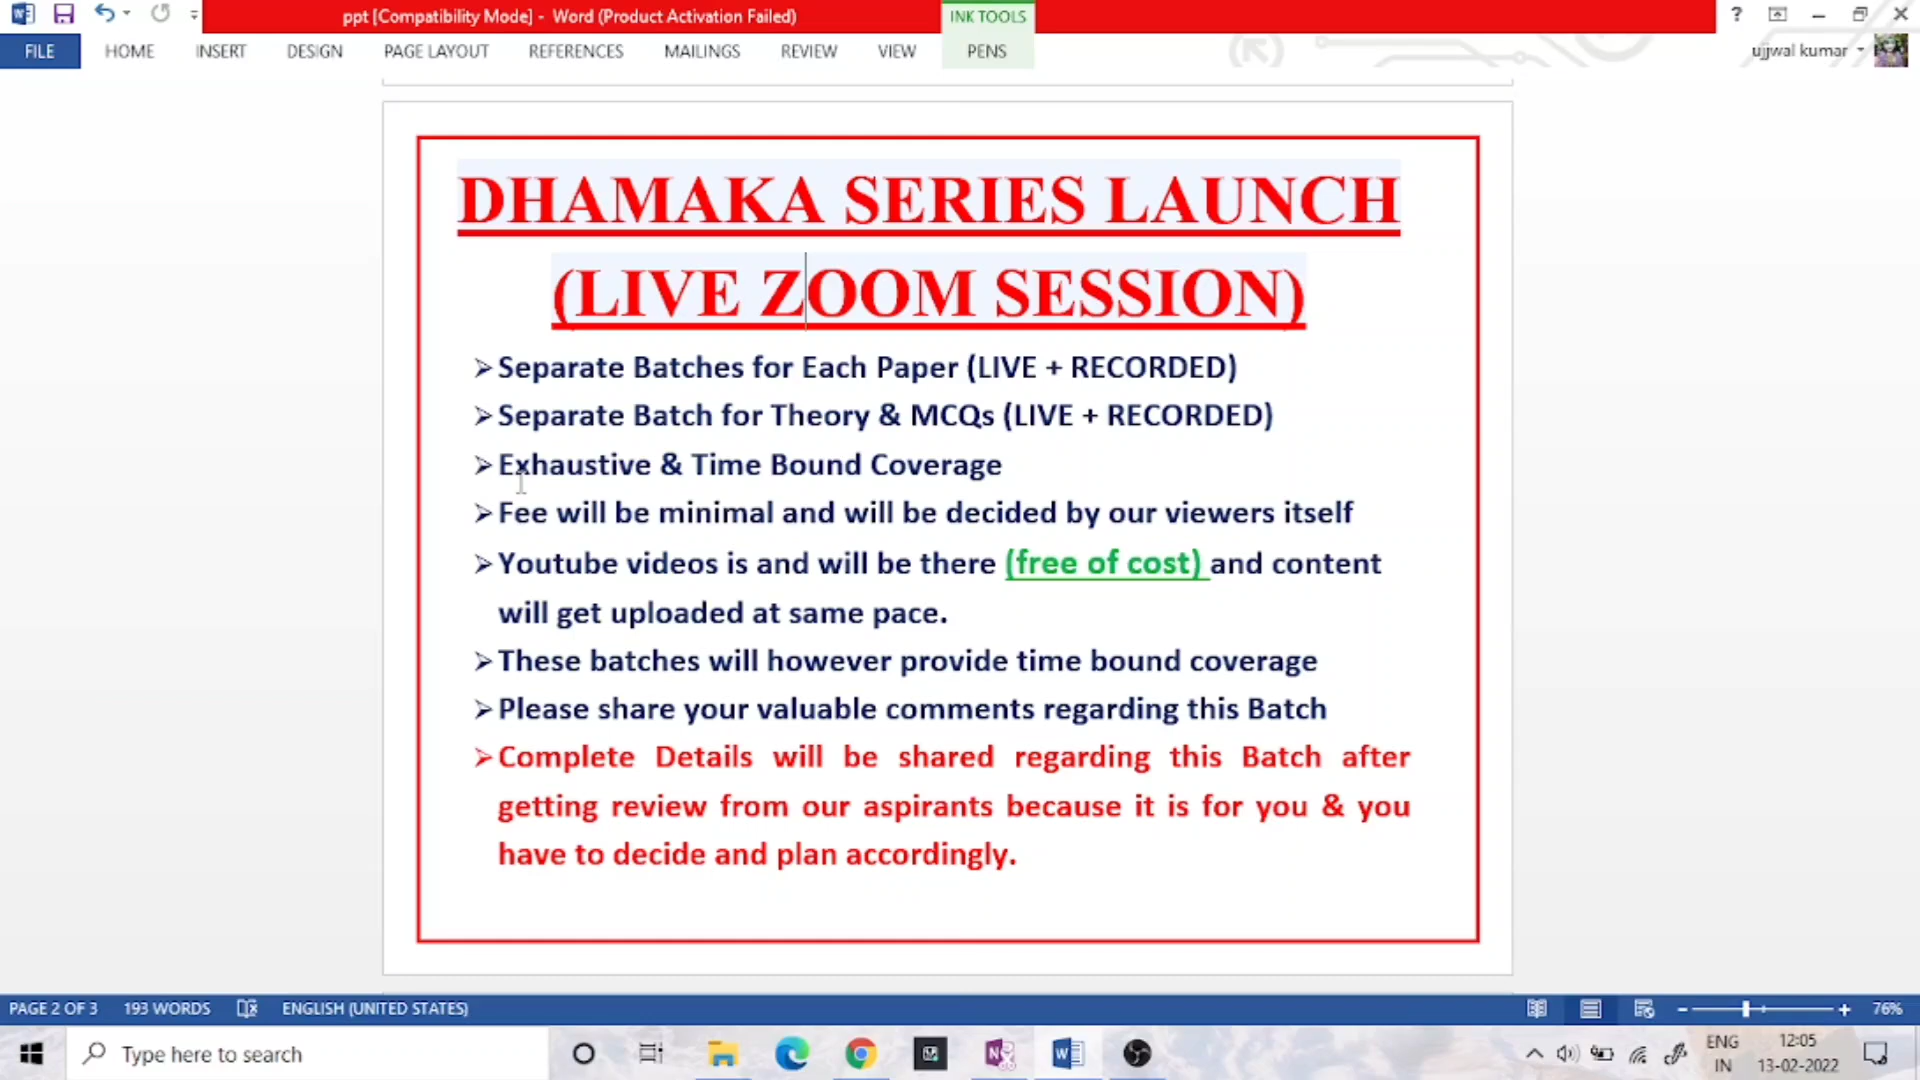 ppt [Compatibility Mode] - Word (Product Activation Failed)
INK TOOLS
?
FILE
HOME
INSERT
DESIGN
PAGE LAYOUT
REFERENCES
MAILINGS
REVIEW
VIEW
PENS
ujjwal kumar
DHAMAKA SERIES LAUNCH
(LIVE ZOOM SESSION)
➢Separate Batches for Each Paper (LIVE + RECORDED)
➢Separate Batch for Theory & MCQs (LIVE + RECORDED)
➢Exhaustive & Time Bound Coverage
➢Fee will be minimal and will be decided by our viewers itself
➢Youtube videos is and will be there (free of cost) and content
will get uploaded at same pace.
➢These batches will however provide time bound coverage
➢Please share your valuable comments regarding this Batch
➢Complete Details will be shared regarding this Batch after
getting review from our aspirants because it is for you & you
have to decide and plan accordingly.
PAGE 2 OF 3
193 WORDS
ENGLISH (UNITED STATES)
76%
Type here to search
ENG
IN
12:05
13-02-2022